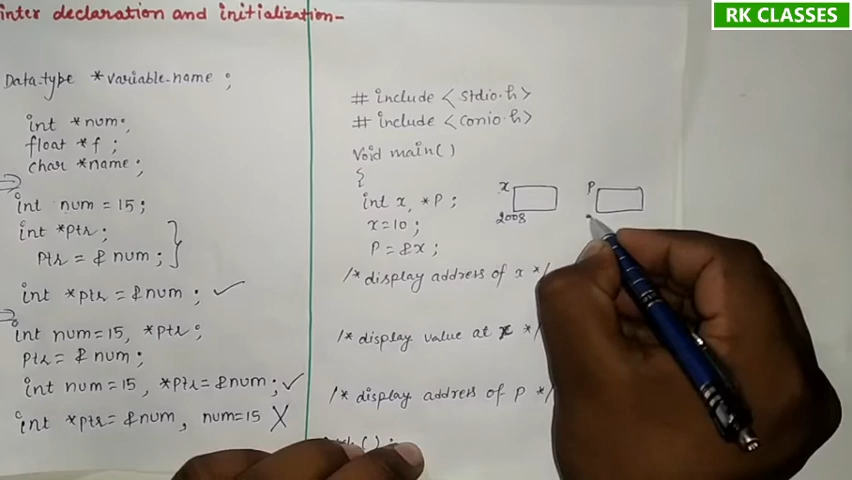 RK CLASSES
inter declaration and initialization-
Data-type *variable-name ;
int *num;
float *f ;
char *name ;
int num = 15;
int *ptr;
ptr = & num ;
int *ptr = & num ;
int num=15, *ptr;
ptr = & num ;
int num=15, *ptr=&num ;
int *ptr= &num, num=15 X
# include <stdio.h>
# include <conio.h>
Void main()
{
int x, *P ;
x=10 ;
P = &x ;
x
2008
P
/* display address of x */
/* display value at x */
/* display address of P */